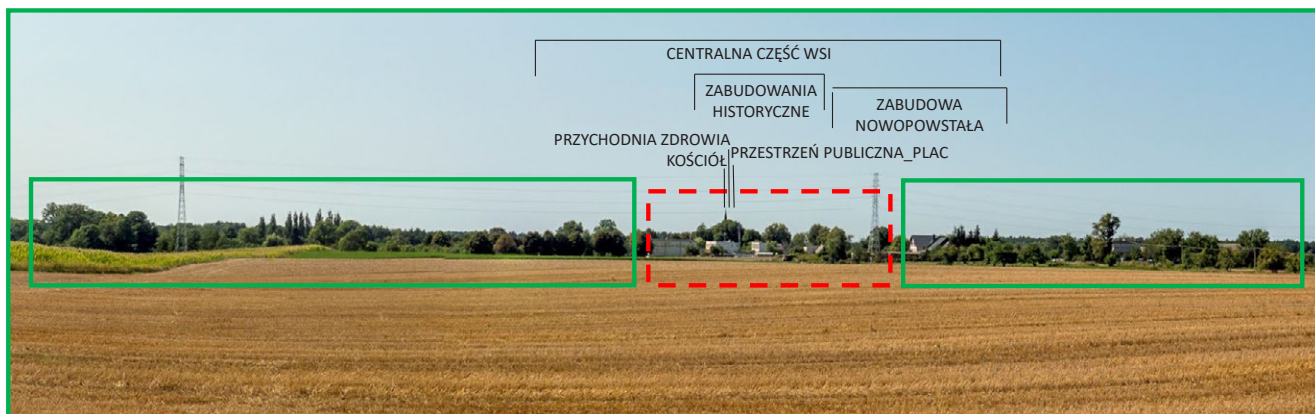 CENTRALNA CZĘŚĆ WSI
ZABUDOWANIA
HISTORYCZNE
ZABUDOWA
NOWOPOWSTAŁA
PRZYCHODNIA ZDROWIA
KOŚCIÓŁ
PRZESTRZEŃ PUBLICZNA_PLAC